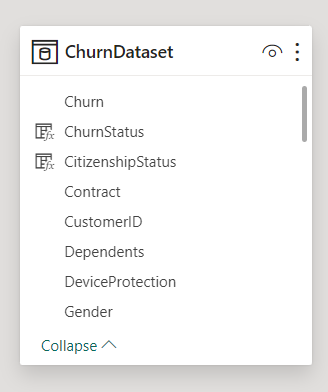 ChurnDataset
Churn
ChurnStatus
CitizenshipStatus
Contract
CustomerID
Dependents
DeviceProtection
Gender
Collapse